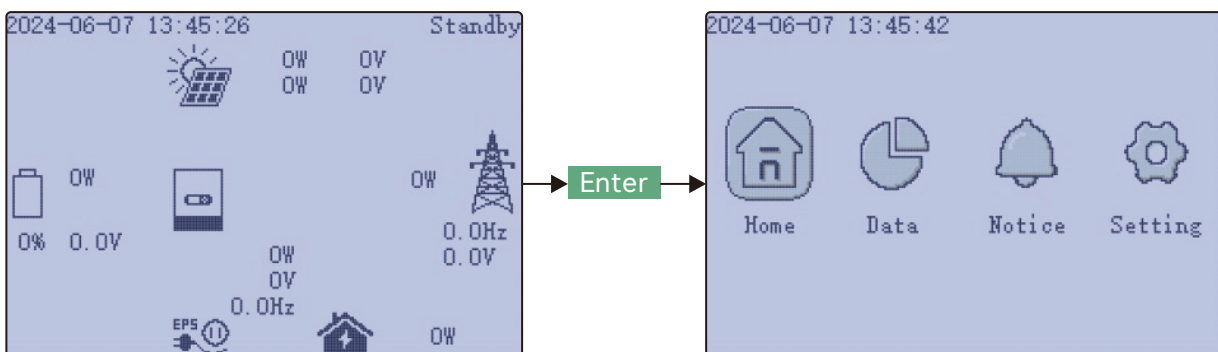 2024-06-07 13:45:26 Standby
0W 0V
0W 0V
0W
0W
0% 0.0V
0.0Hz
0.0V
0W
0V
0.0Hz
EPS
0W
Enter
2024-06-07 13:45:42
Home Data Notice Setting